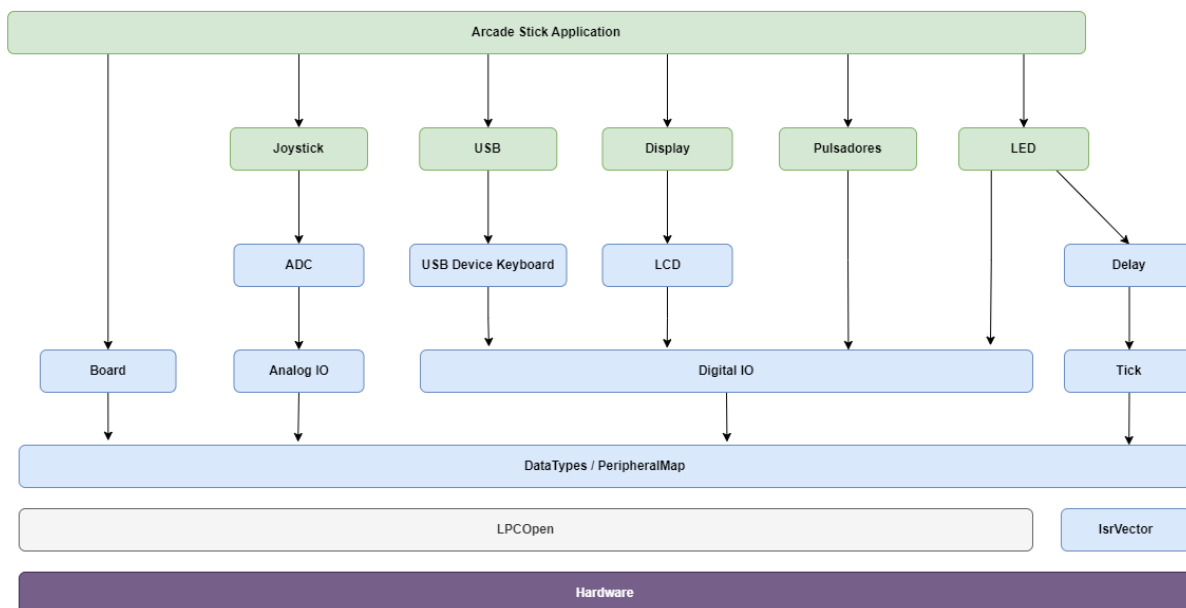 Arcade Stick Application
Joystick
USB
Display
Pulsadores
LED
ADC
USB Device Keyboard
LCD
Delay
Board
Analog IO
Digital IO
Tick
DataTypes / PeripheralMap
LPCOpen
IsrVector
Hardware